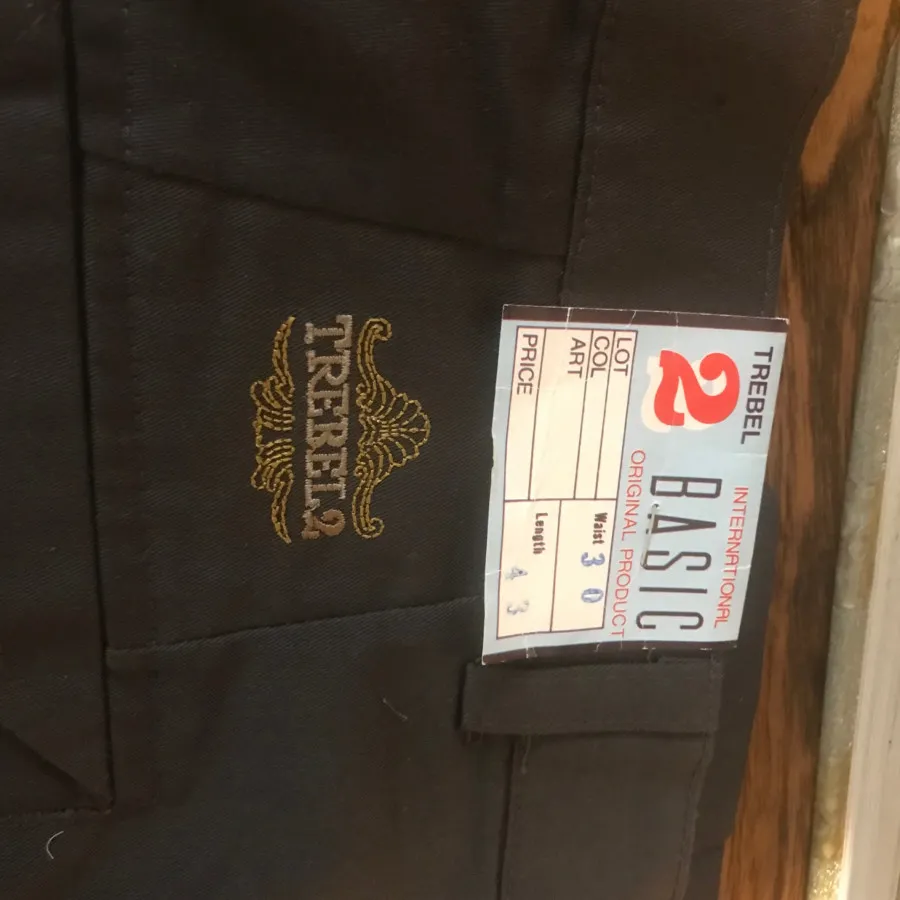 TREBEL
2
INTERNATIONAL
BASIC
ORIGINAL PRODUCT
LOT
COL
ART
PRICE
Waist 30
Length 43
TREBEL2